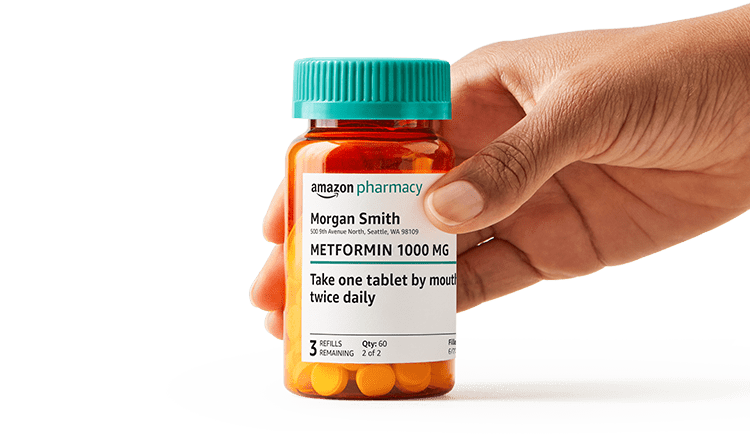 amazon pharmacy
Morgan Smith
500 9th Avenue North, Seattle, WA 98109
METFORMIN 1000 MG
Take one tablet by mout
twice daily
3 REFILLS REMAINING
Qty: 60
2 of 2